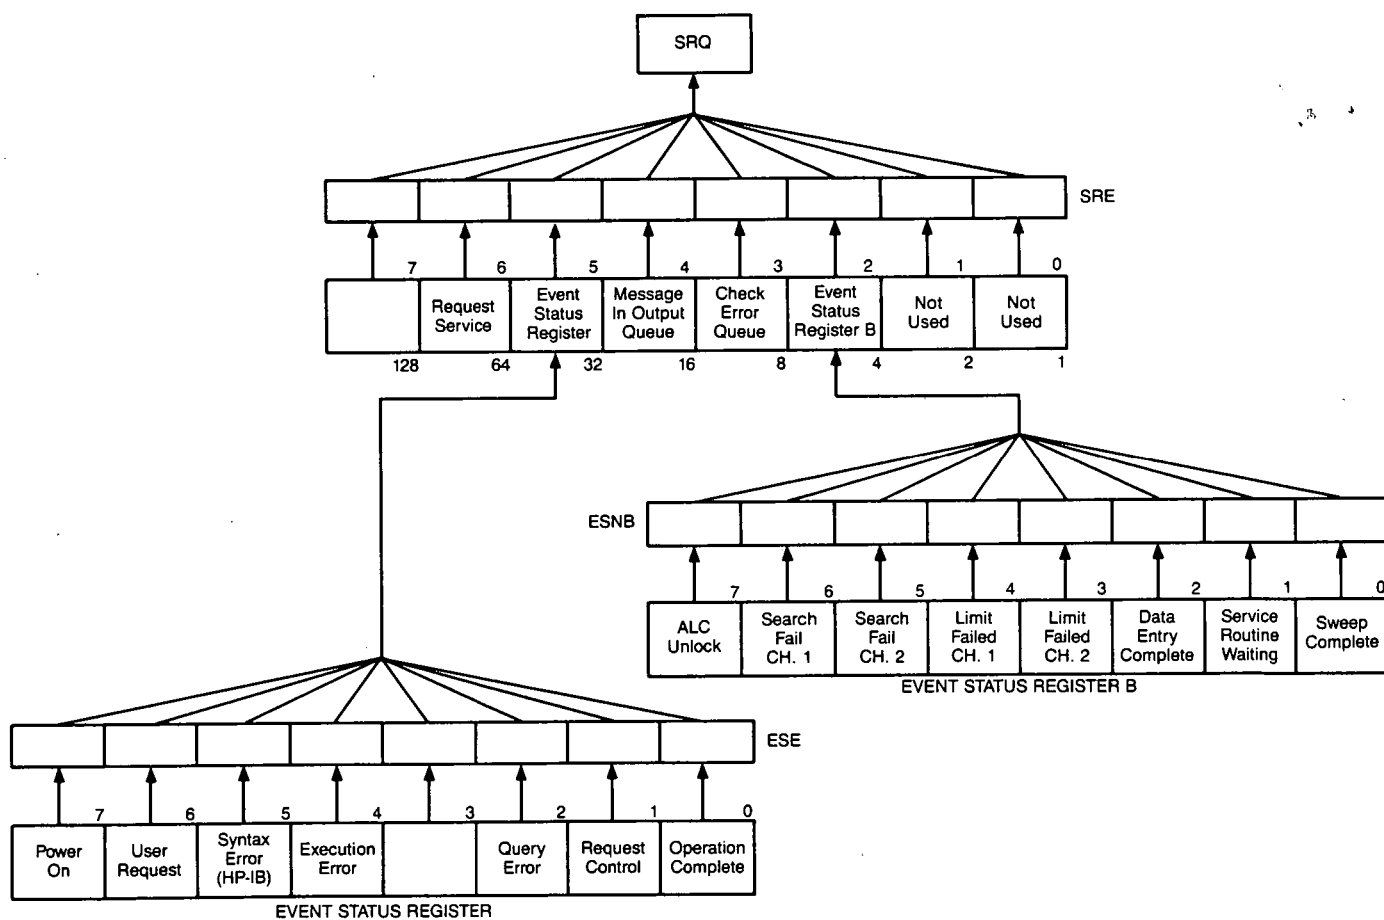 SRQ
SRE
7 6 5 4 3 2 1 0
Request Service
Event Status Register
Message In Output Queue
Check Error Queue
Event Status Register B
Not Used
Not Used
128 64 32 16 8 4 2 1
ESNB
7 6 5 4 3 2 1 0
ALC Unlock
Search Fail CH. 1
Search Fail CH. 2
Limit Failed CH. 1
Limit Failed CH. 2
Data Entry Complete
Service Routine Waiting
Sweep Complete
EVENT STATUS REGISTER B
ESE
7 6 5 4 3 2 1 0
Power On
User Request
Syntax Error (HP-IB)
Execution Error
Query Error
Request Control
Operation Complete
EVENT STATUS REGISTER